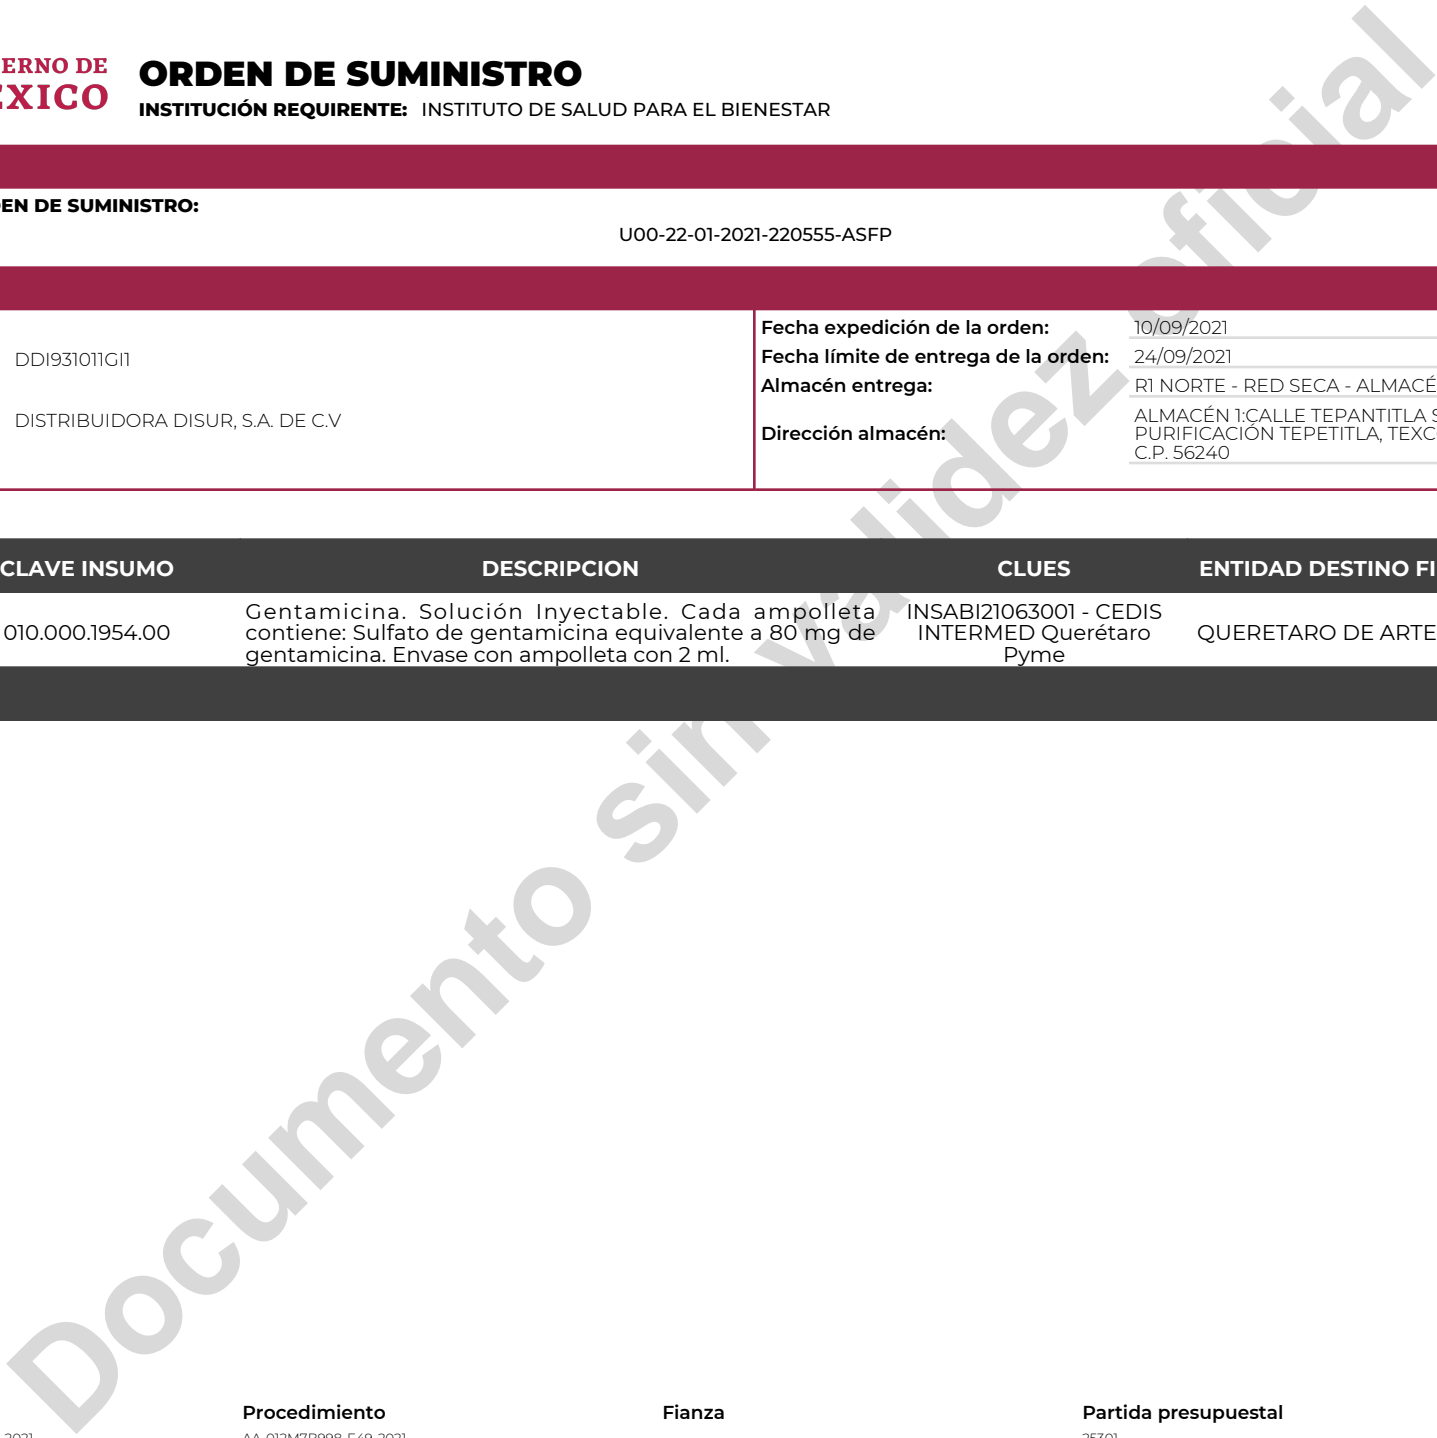 ERNO DE
ORDEN DE SUMINISTRO
EXICO
INSTITUCIÓN REQUIRENTE: INSTITUTO DE SALUD PARA EL BIENESTAR
EN DE SUMINISTRO:
U00-22-01-2021-220555-ASFP
DDI931011GI1
DISTRIBUIDORA DISUR, S.A. DE C.V
Fecha expedición de la orden: 10/09/2021
Fecha límite de entrega de la orden: 24/09/2021
Almacén entrega: R1 NORTE - RED SECA - ALMACÉ
Dirección almacén:
ALMACÉN 1:CALLE TEPANTITLA S
PURIFICACIÓN TEPETITLA, TEXC
C.P. 56240
CLAVE INSUMO DESCRIPCION CLUES ENTIDAD DESTINO FI
010.000.1954.00
Gentamicina. Solución Inyectable. Cada ampolleta
contiene: Sulfato de gentamicina equivalente a 80 mg de
gentamicina. Envase con ampolleta con 2 ml.
INSABI21063001 - CEDIS
INTERMED Querétaro
Pyme
QUERETARO DE ARTE
Documento sin validez oficial
Procedimiento Fianza Partida presupuestal